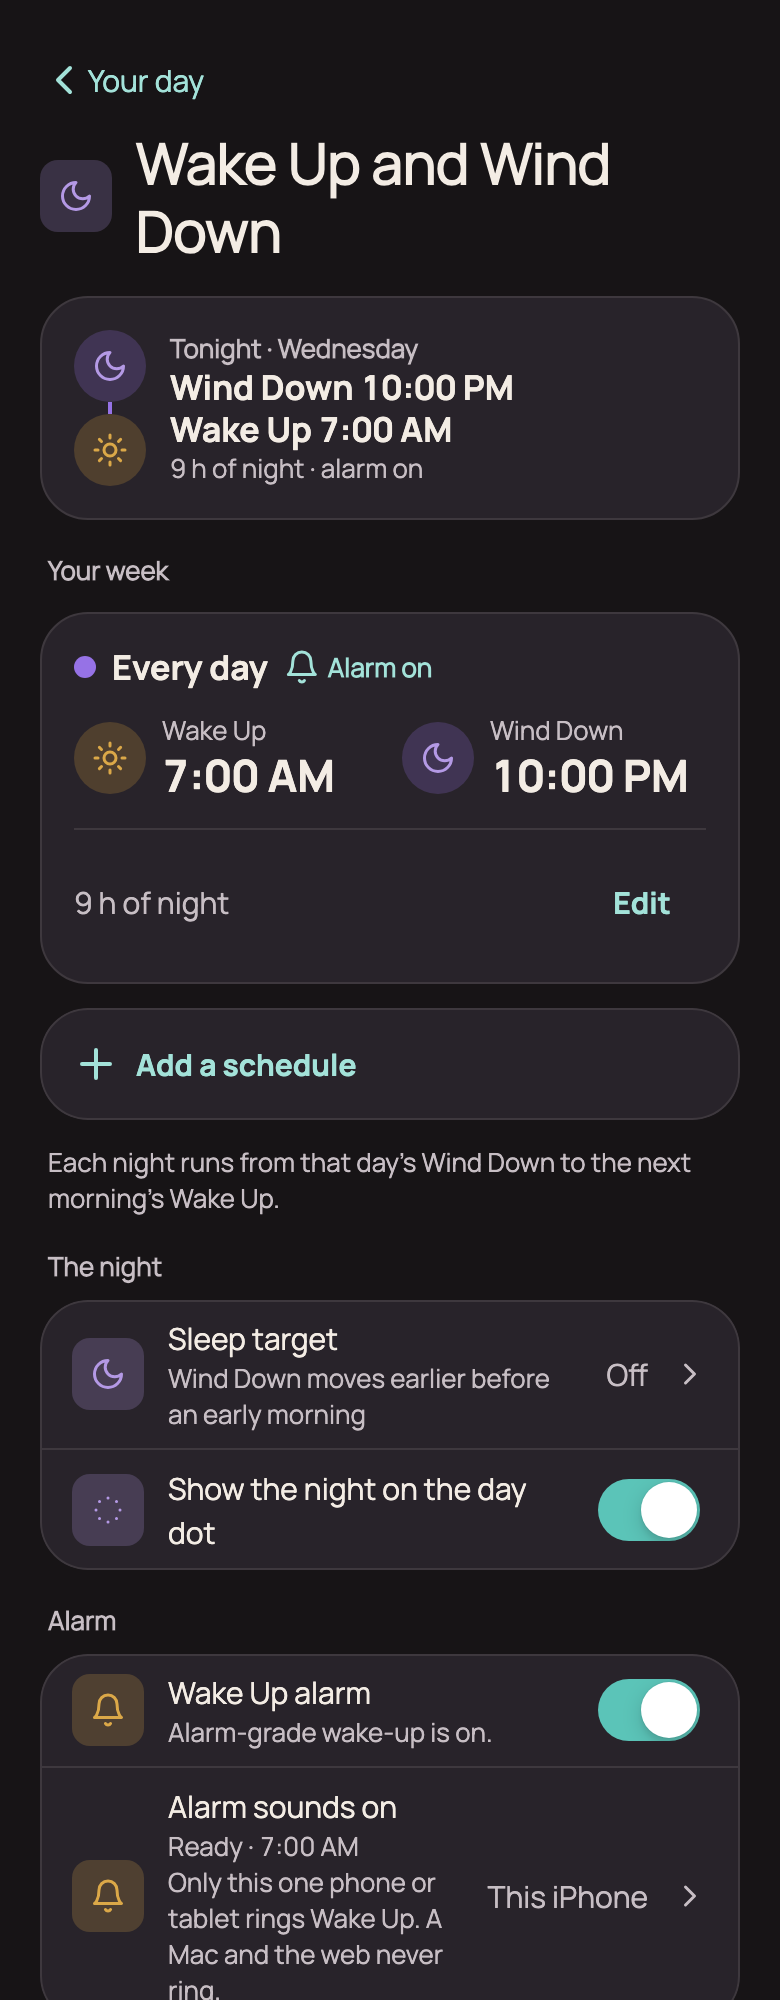 Your day
Wake Up and Wind
Down
Tonight · Wednesday
Wind Down 10:00 PM
Wake Up 7:00 AM
9 h of night · alarm on
Your week
Every day
Alarm on
Wake Up
7:00 AM
Wind Down
10:00 PM
9 h of night
Edit
Add a schedule
Each night runs from that day's Wind Down to the next
morning's Wake Up.
The night
Sleep target
Wind Down moves earlier before
an early morning
Off
Show the night on the day
dot
Alarm
Wake Up alarm
Alarm-grade wake-up is on.
Alarm sounds on
Ready · 7:00 AM
Only this one phone or
tablet rings Wake Up. A
Mac and the web never
ring.
This iPhone